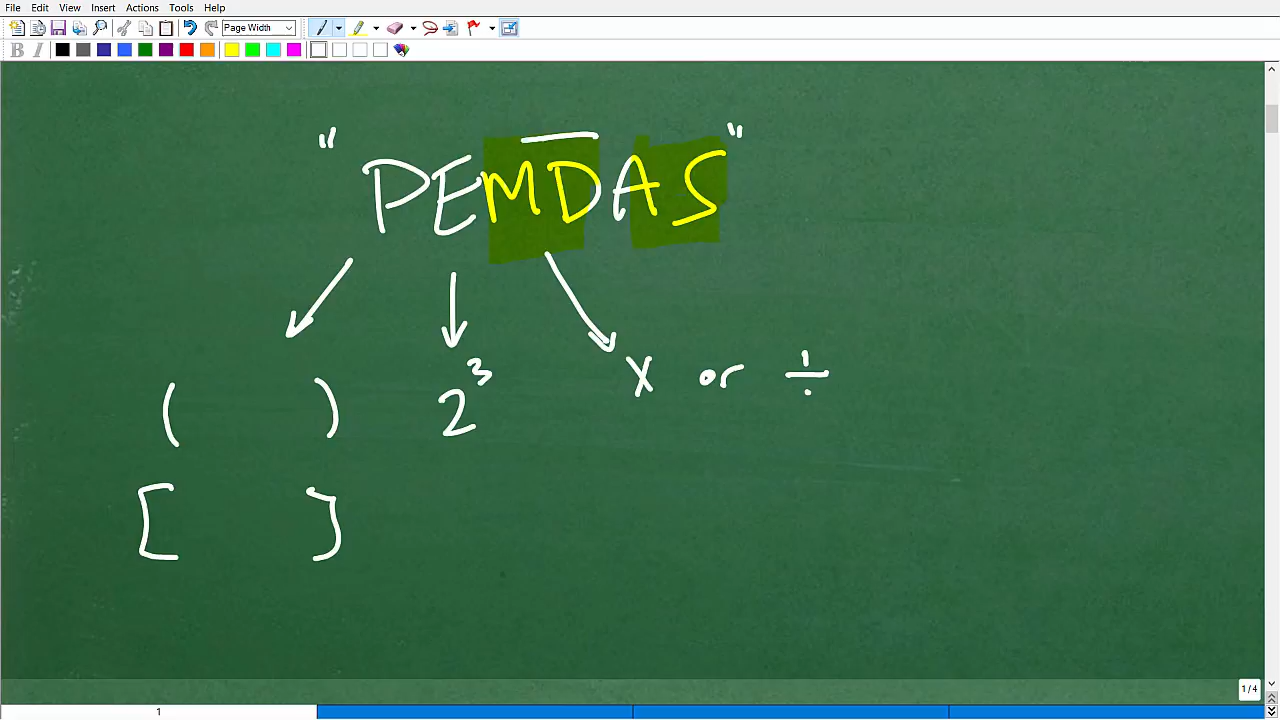 File Edit View Insert Actions Tools Help
Page Width
B I
" PEMDAS "
( ) 2³ x or ÷
[ ]
1/4
1